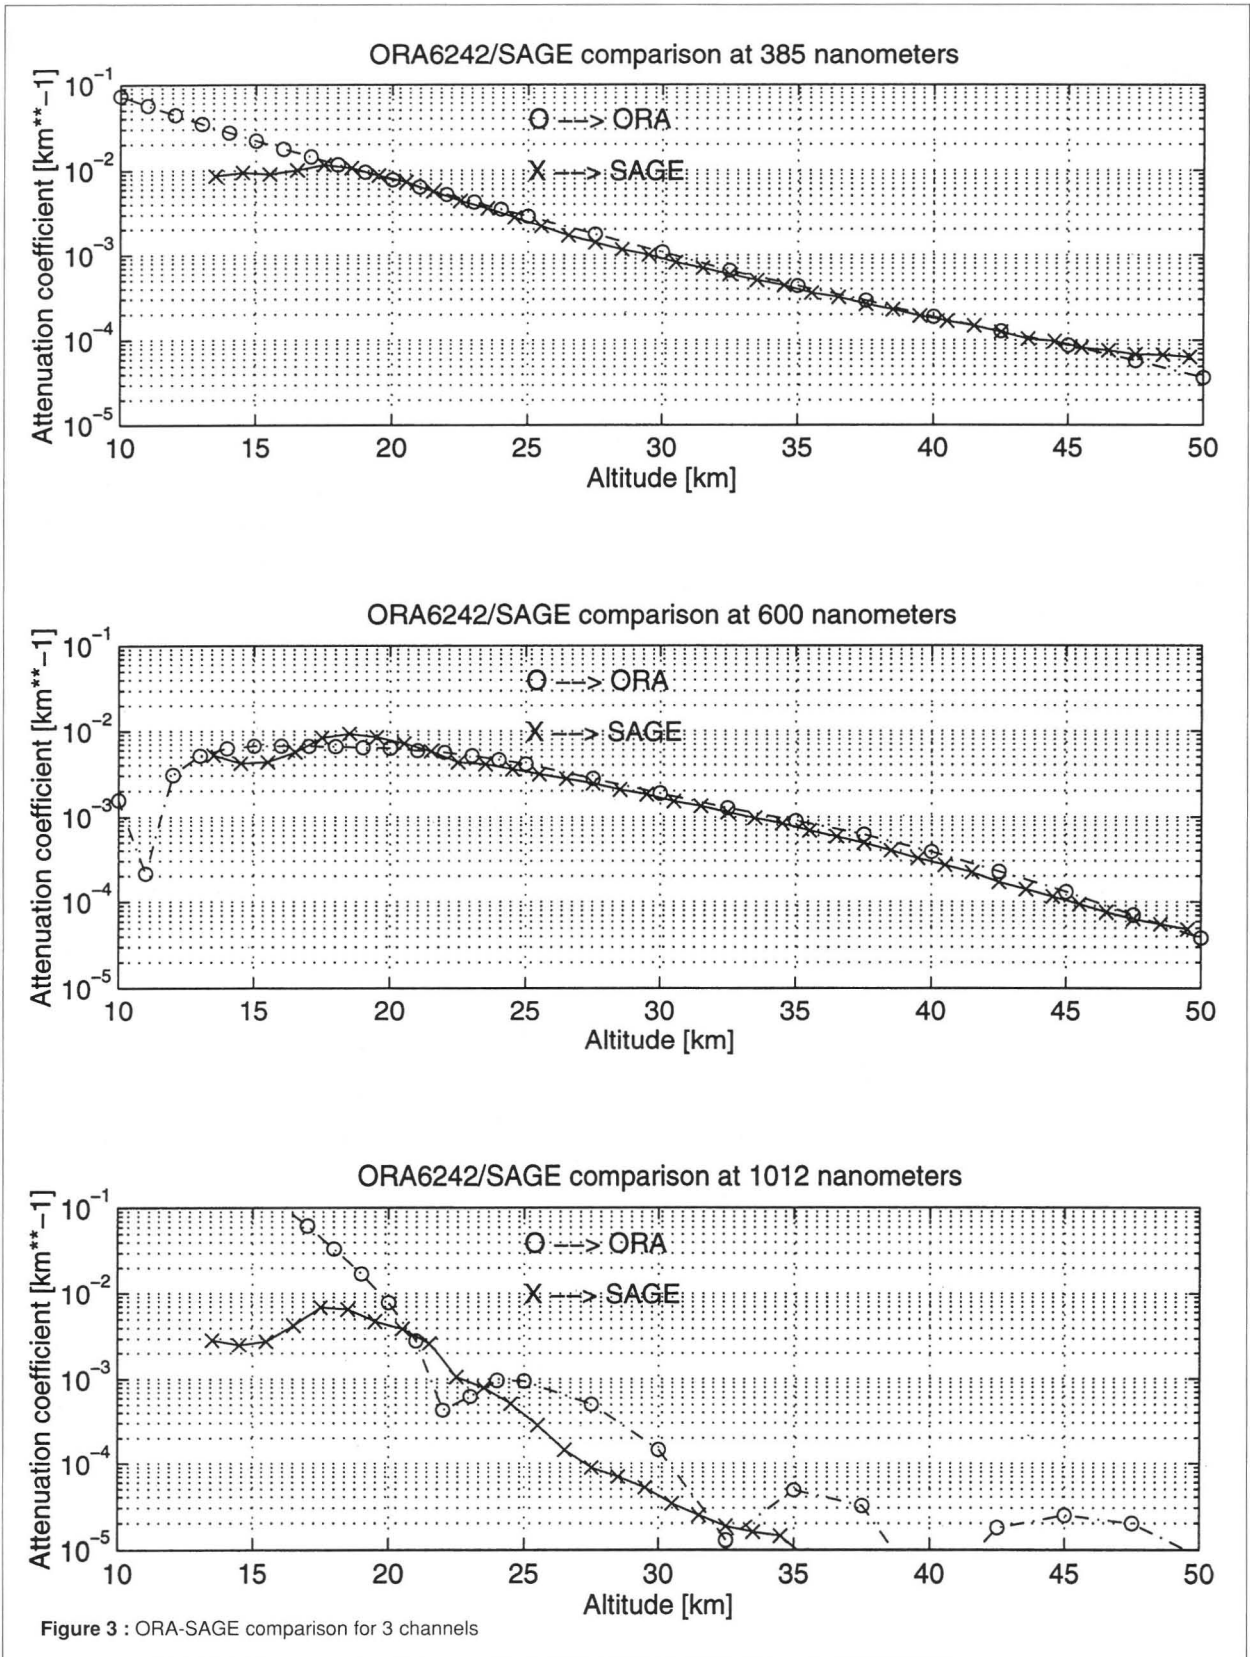 ORA6242/SAGE comparison at 385 nanometers
Attenuation coefficient [km**−1]
10−1
10−2
10−3
10−4
10−5
O −−> ORA
X −−> SAGE
10 15 20 25 30 35 40 45 50
Altitude [km]
ORA6242/SAGE comparison at 600 nanometers
Attenuation coefficient [km**−1]
10−1
10−2
10−3
10−4
10−5
O −−> ORA
X −−> SAGE
10 15 20 25 30 35 40 45 50
Altitude [km]
ORA6242/SAGE comparison at 1012 nanometers
Attenuation coefficient [km**−1]
10−1
10−2
10−3
10−4
10−5
O −−> ORA
X −−> SAGE
10 15 20 25 30 35 40 45 50
Altitude [km]
Figure 3 : ORA-SAGE comparison for 3 channels